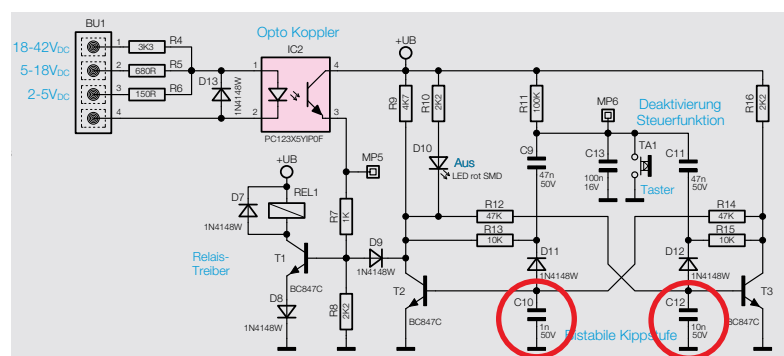 BU1
18-42VDC
5-18VDC
2-5VDC
1
2
3
4
R4
3K3
R5
680R
R6
150R
D13
1N4148W
Opto Koppler
IC2
1
2
4
3
PC123X5YIP0F
+UB
R9
4K7
R10
2K2
D10
Aus
LED rot SMD
R11
100K
C9
47n
50V
MP6
C13
100n
16V
Deaktivierung
Steuerfunktion
TA1
Taster
C11
47n
50V
R16
2K2
MP5
+UB
D7
1N4148W
REL1
R7
1K
Relais-
Treiber
T1
BC847C
D8
1N4148W
R8
2K2
D9
1N4148W
R12
47K
R13
10K
R14
47K
R15
10K
D11
1N4148W
D12
1N4148W
T2
BC847C
C10
1n
50V
Bistabile Kippstufe
C12
10n
50V
T3
BC847C